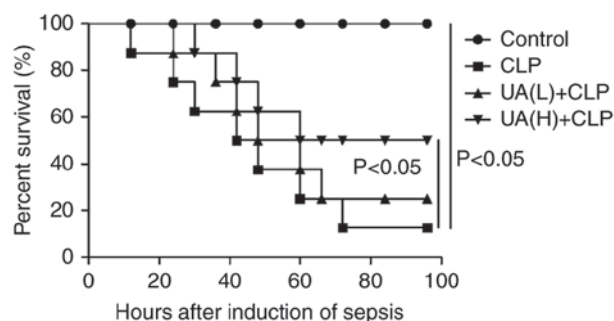 100
80
60
40
20
0
Percent survival (%)
0 20 40 60 80 100
Hours after induction of sepsis
Control
CLP
UA(L)+CLP
UA(H)+CLP
P<0.05
P<0.05